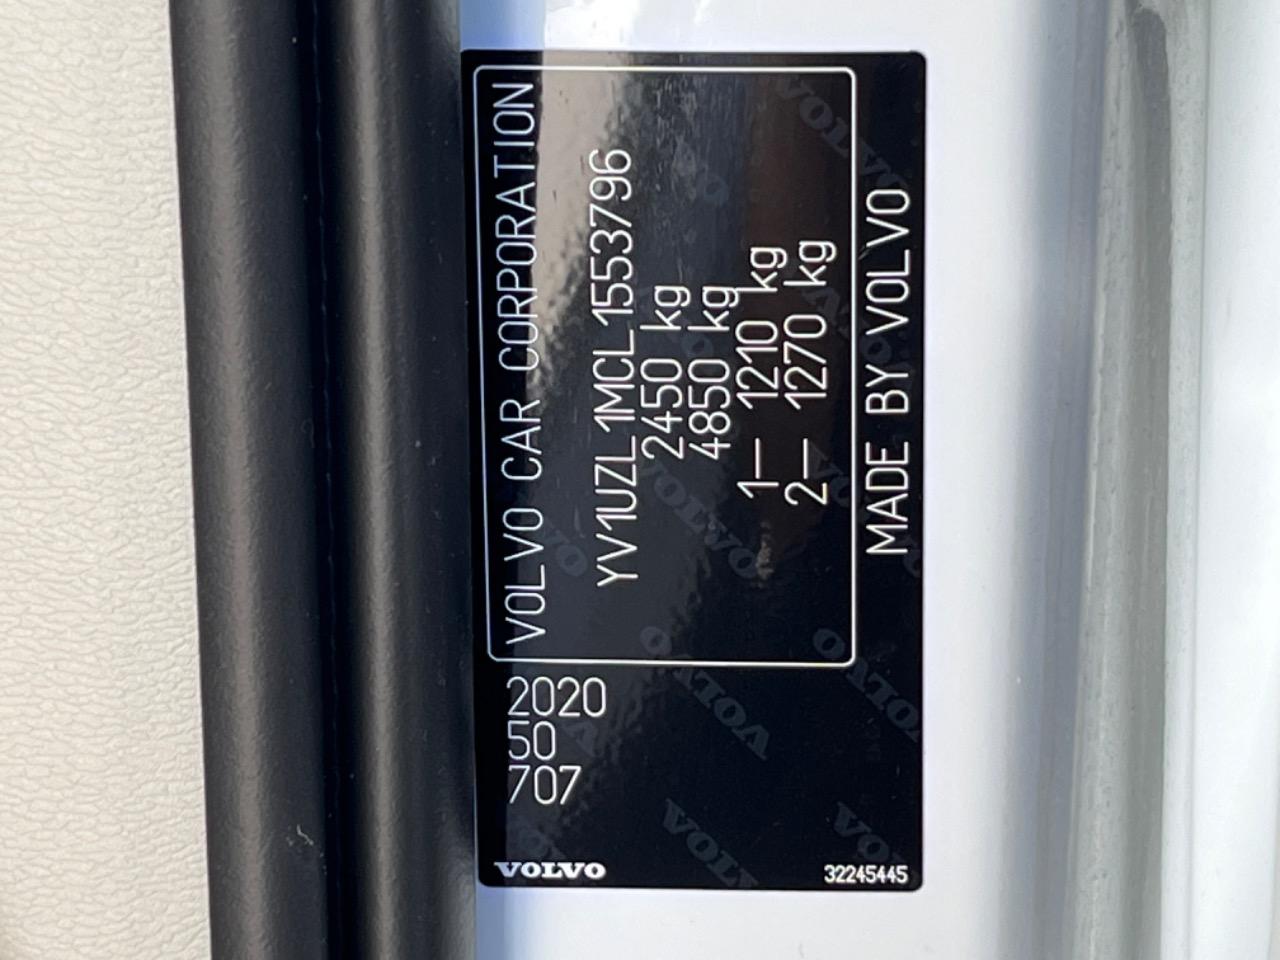 VOLVO CAR CORPORATION
YV1UZL1MCL1553796
2450 kg
4850 kg
1— 1210 kg
2— 1270 kg
MADE BY VOLVO
2020
50
707
VOLVO
32245445